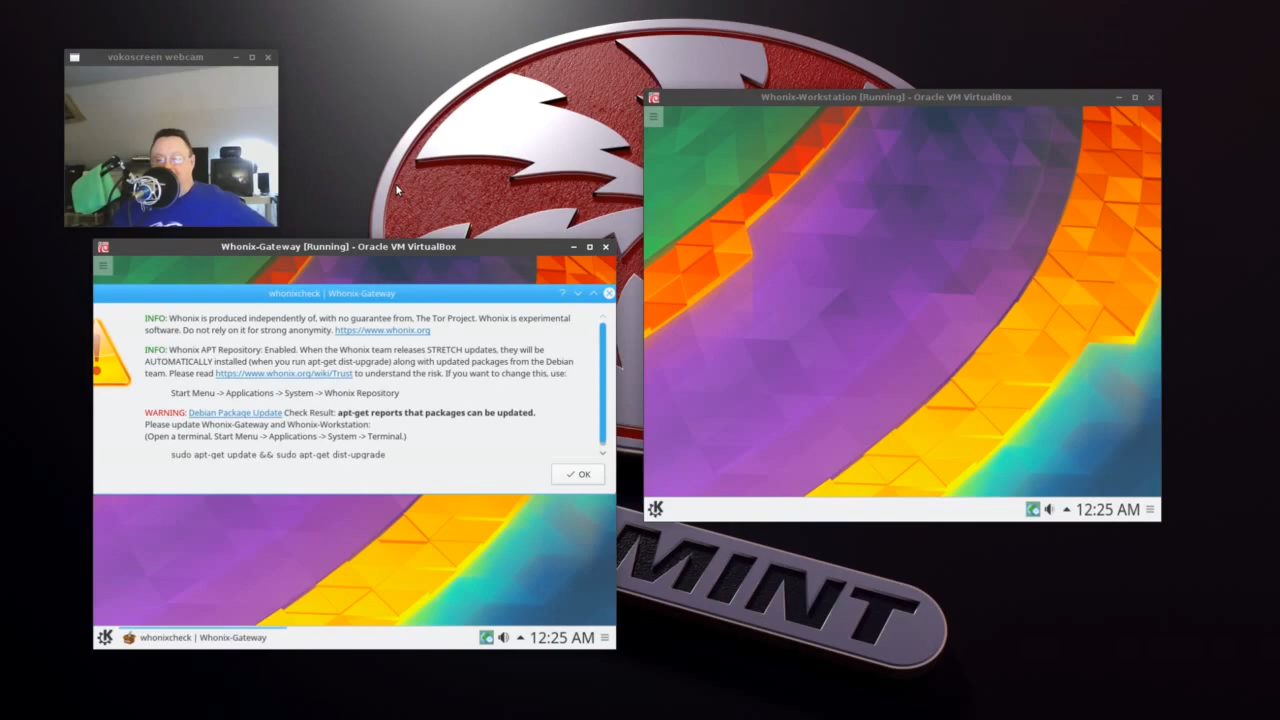 vokoscreen webcam
Whonix-Workstation [Running] - Oracle VM VirtualBox
Whonix-Gateway [Running] - Oracle VM VirtualBox
whonixcheck | Whonix-Gateway
INFO: Whonix is produced independently of, with no guarantee from, The Tor Project. Whonix is experimental
software. Do not rely on it for strong anonymity. https://www.whonix.org
INFO: Whonix APT Repository: Enabled. When the Whonix team releases STRETCH updates, they will be
AUTOMATICALLY installed (when you run apt-get dist-upgrade) along with updated packages from the Debian
team. Please read https://www.whonix.org/wiki/Trust to understand the risk. If you want to change this, use:
Start Menu -> Applications -> System -> Whonix Repository
WARNING: Debian Package Update Check Result: apt-get reports that packages can be updated.
Please update Whonix-Gateway and Whonix-Workstation:
(Open a terminal, Start Menu -> Applications -> System -> Terminal.)
sudo apt-get update && sudo apt-get dist-upgrade
OK
12:25 AM
MINT
whonixcheck | Whonix-Gateway
12:25 AM